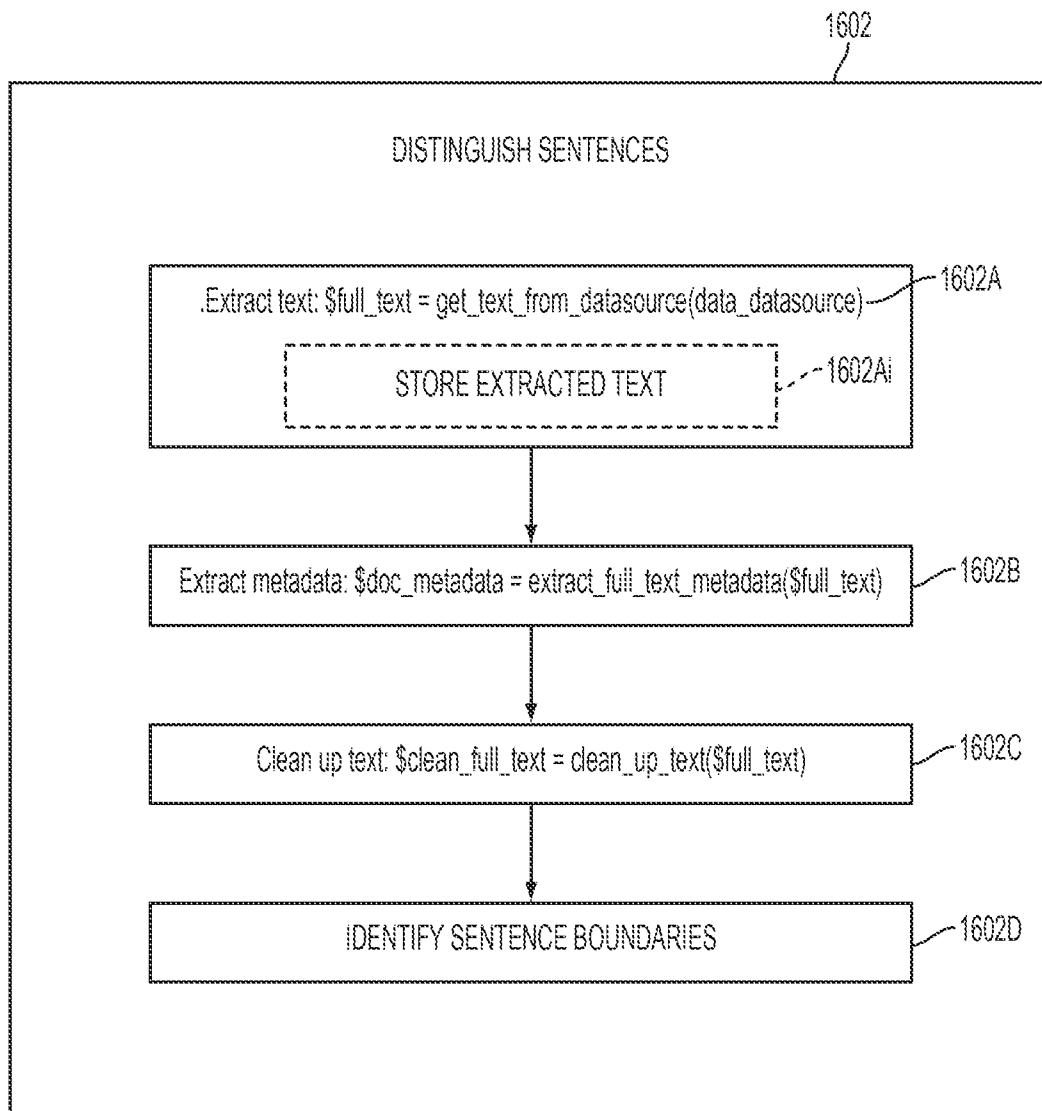 1602
DISTINGUISH SENTENCES
.Extract text: $full_text = get_text_from_datasource(data_datasource)
1602A
STORE EXTRACTED TEXT
1602Ai
Extract metadata: $doc_metadata = extract_full_text_metadata($full_text)
1602B
Clean up text: $clean_full_text = clean_up_text($full_text)
1602C
IDENTIFY SENTENCE BOUNDARIES
1602D